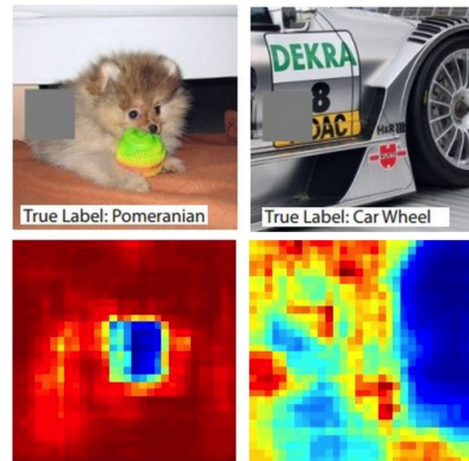 DEKRA
8
DAC
H&R
True Label: Pomeranian
True Label: Car Wheel